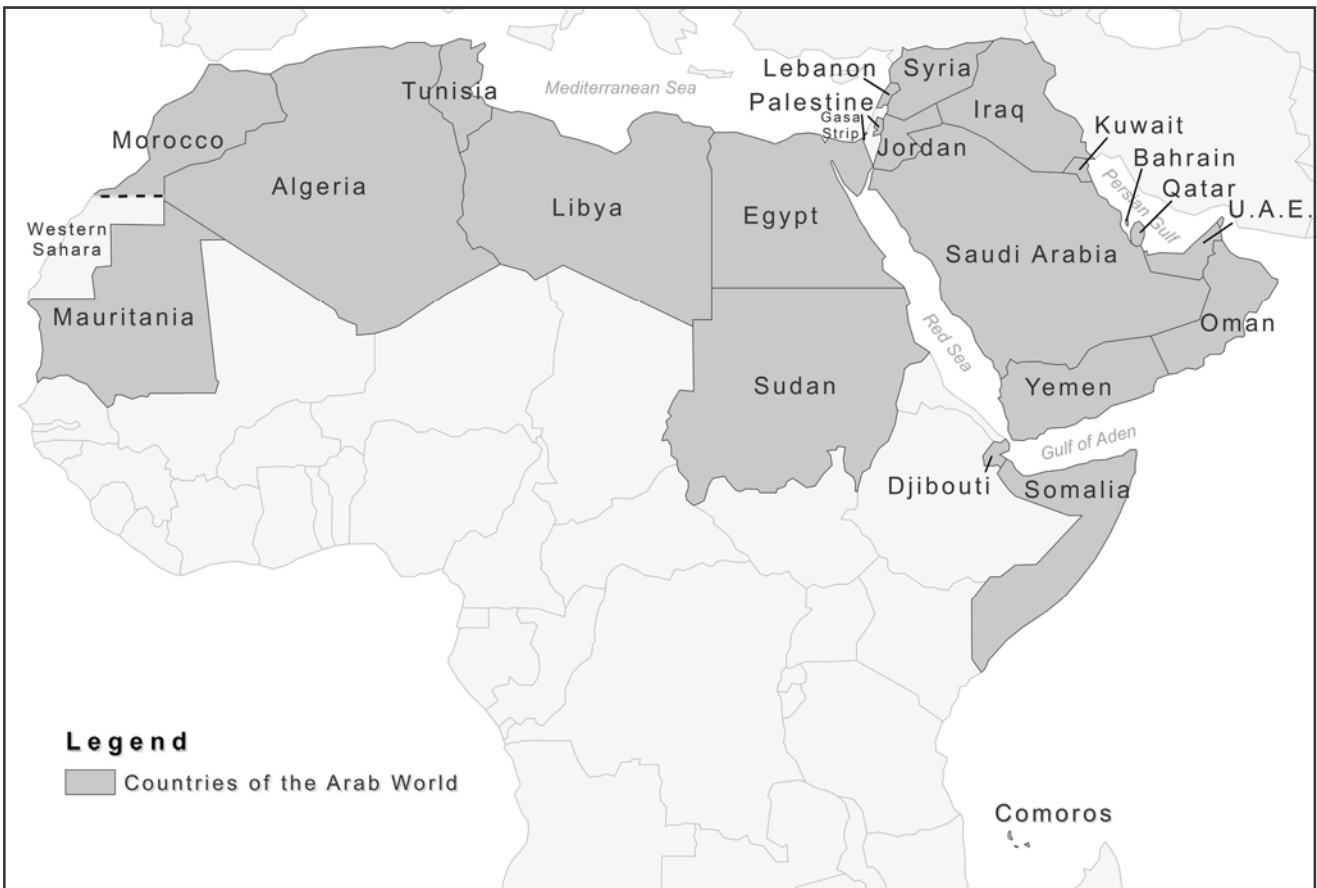 Lebanon
Syria
Tunisia
Mediterranean Sea
Palestine
Gasa
Strip
Iraq
Morocco
Jordan
Kuwait
Bahrain
Persian Gulf
Qatar
U.A.E.
Algeria
Libya
Egypt
Western
Sahara
Saudi Arabia
Mauritania
Oman
Red Sea
Sudan
Yemen
Gulf of Aden
Djibouti
Somalia
Legend
Countries of the Arab World
Comoros